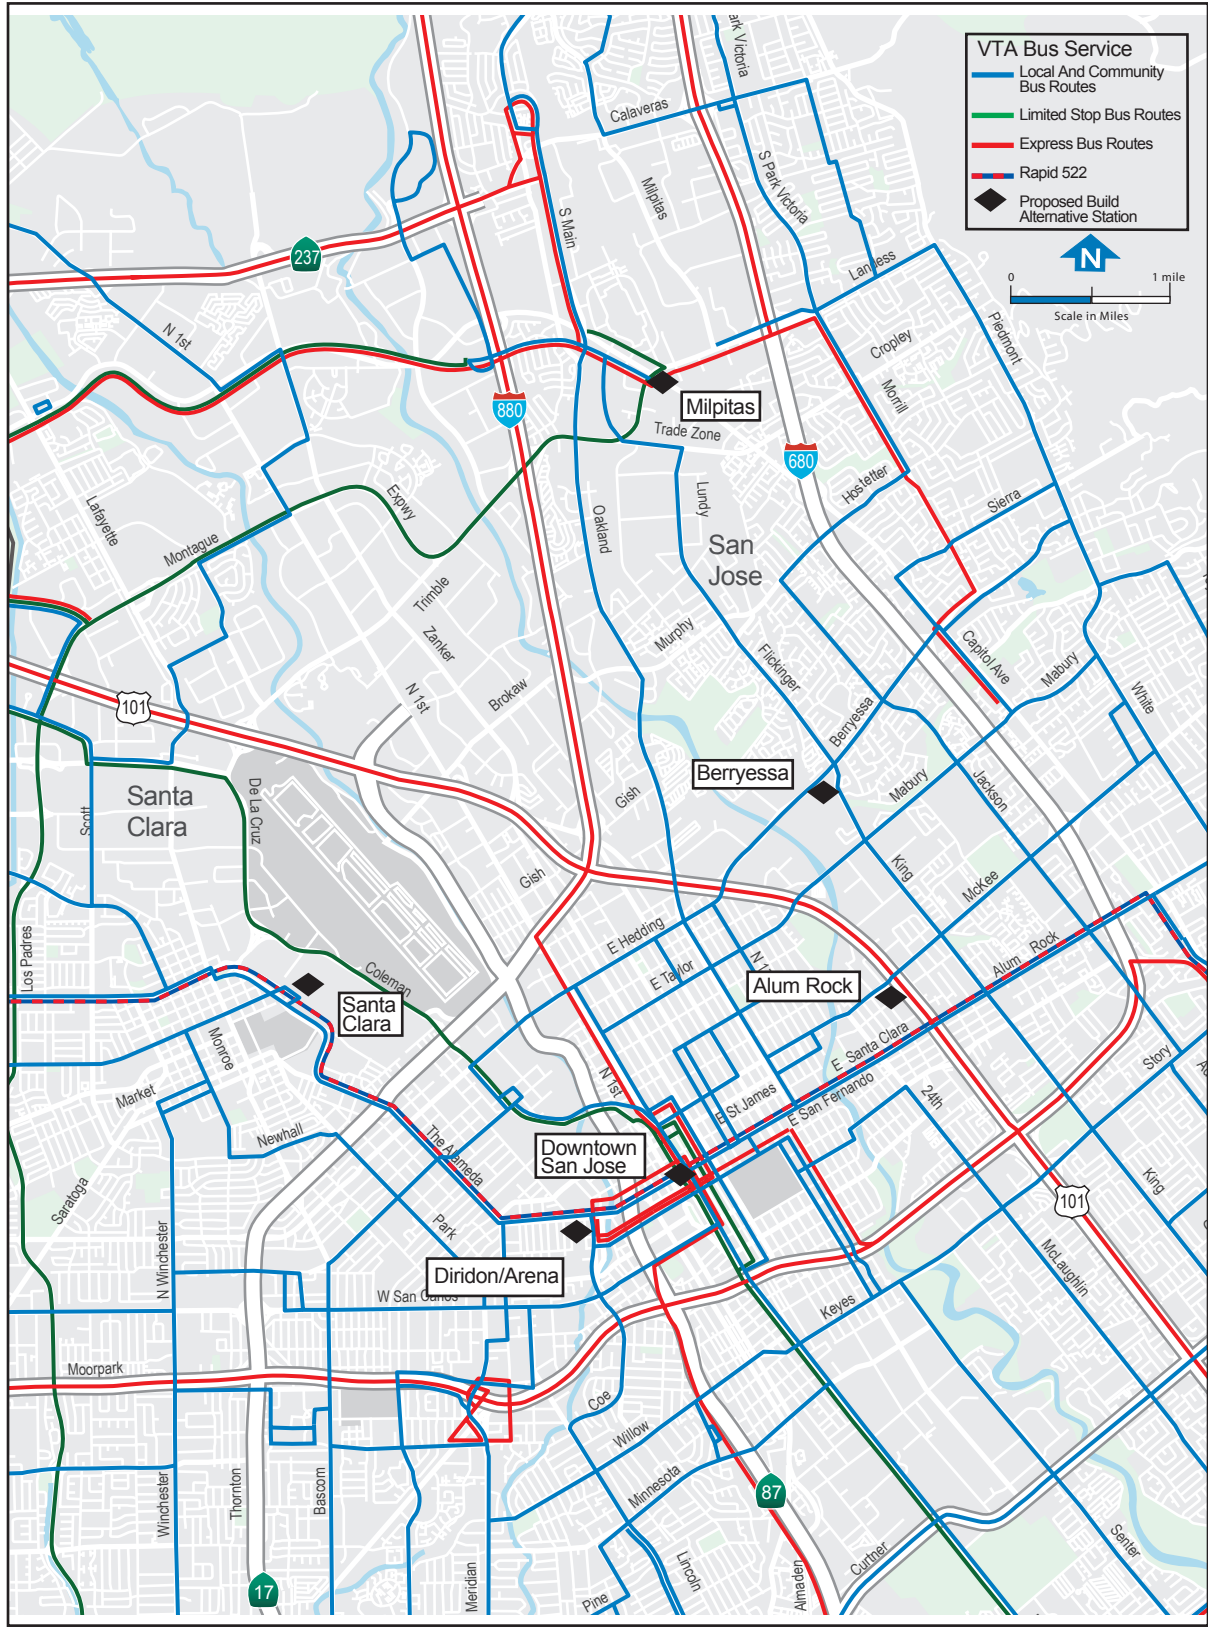 VTA Bus Service
Local And Community
Bus Routes
Limited Stop Bus Routes
Express Bus Routes
Rapid 522
Proposed Build
Alternative Station
N
0
1 mile
Scale in Miles
Park Victoria
Calaveras
S Park Victoria
Milpitas
S Main
237
N 1st
Landess
Piedmont
Cropley
Morrill
880
Milpitas
Trade Zone
680
Hostetter
Sierra
Lundy
Oakland
San
Jose
Expwy
Lafayette
Montague
Trimble
Zanker
Murphy
Flickinger
Capitol Ave
Mabury
White
Brokaw
N 1st
101
Berryessa
Berryessa
Mabury
Jackson
Gish
Santa
Clara
De La Cruz
Scott
King
McKee
Gish
E Hedding
Los Padres
Alum Rock
E Taylor
Coleman
Alum Rock
Santa
Clara
E Santa Clara
Monroe
Story
N 1st
E St James
E San Fernando
24th
Market
Newhall
The Alameda
Downtown
San Jose
Saratoga
King
101
Park
N Winchester
McLaughlin
Diridon/Arena
W San Carlos
Keyes
Moorpark
Coe
Willow
Minnesota
87
Winchester
Thornton
Bascom
Senter
Curtner
17
Meridian
Lincoln
Pine
Almaden